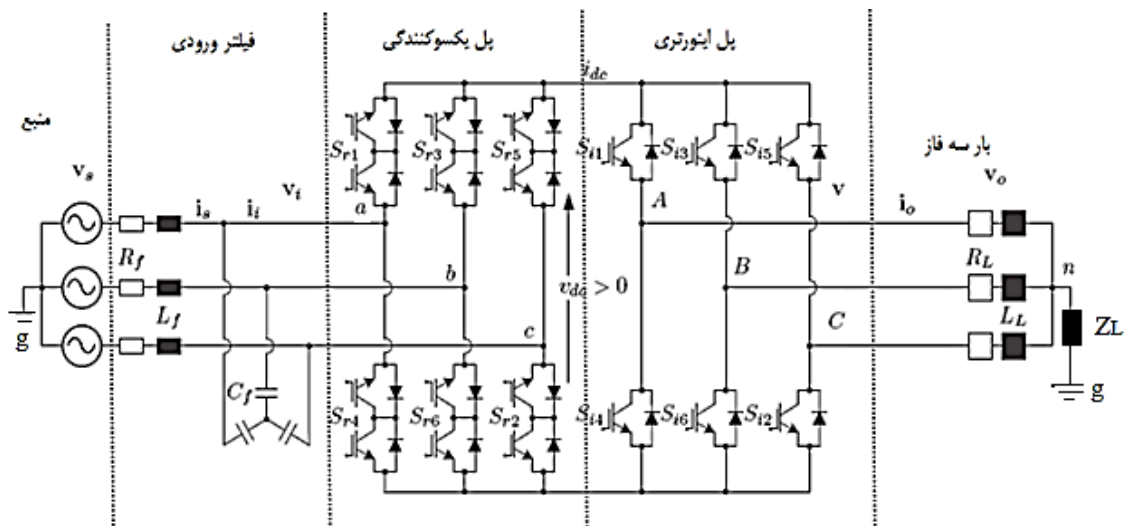 فیلتر ورودی
پل یکسوکنندگی
پل اینورتری
منبع
بار سه فاز
i_dc
S_r1
S_r3
S_r5
S_i1
S_i3
S_i5
v_s
i_s
i_i
v_i
a
A
v
i_o
v_o
R_f
b
B
R_L
n
v_dc > 0
g
L_f
c
C
L_L
Z_L
g
C_f
S_r4
S_r6
S_r2
S_i4
S_i6
S_i2